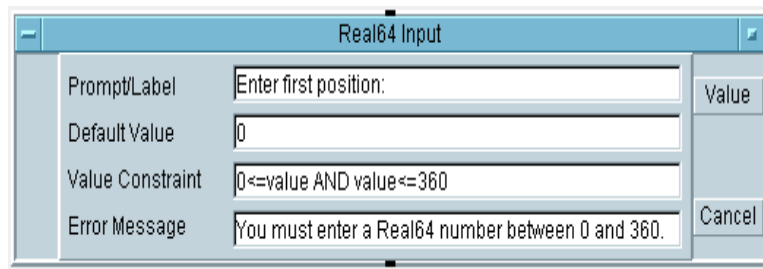 Real64 Input
Prompt/Label Enter first position: Value
Default Value 0
Value Constraint 0<=value AND value<=360
Error Message You must enter a Real64 number between 0 and 360. Cancel